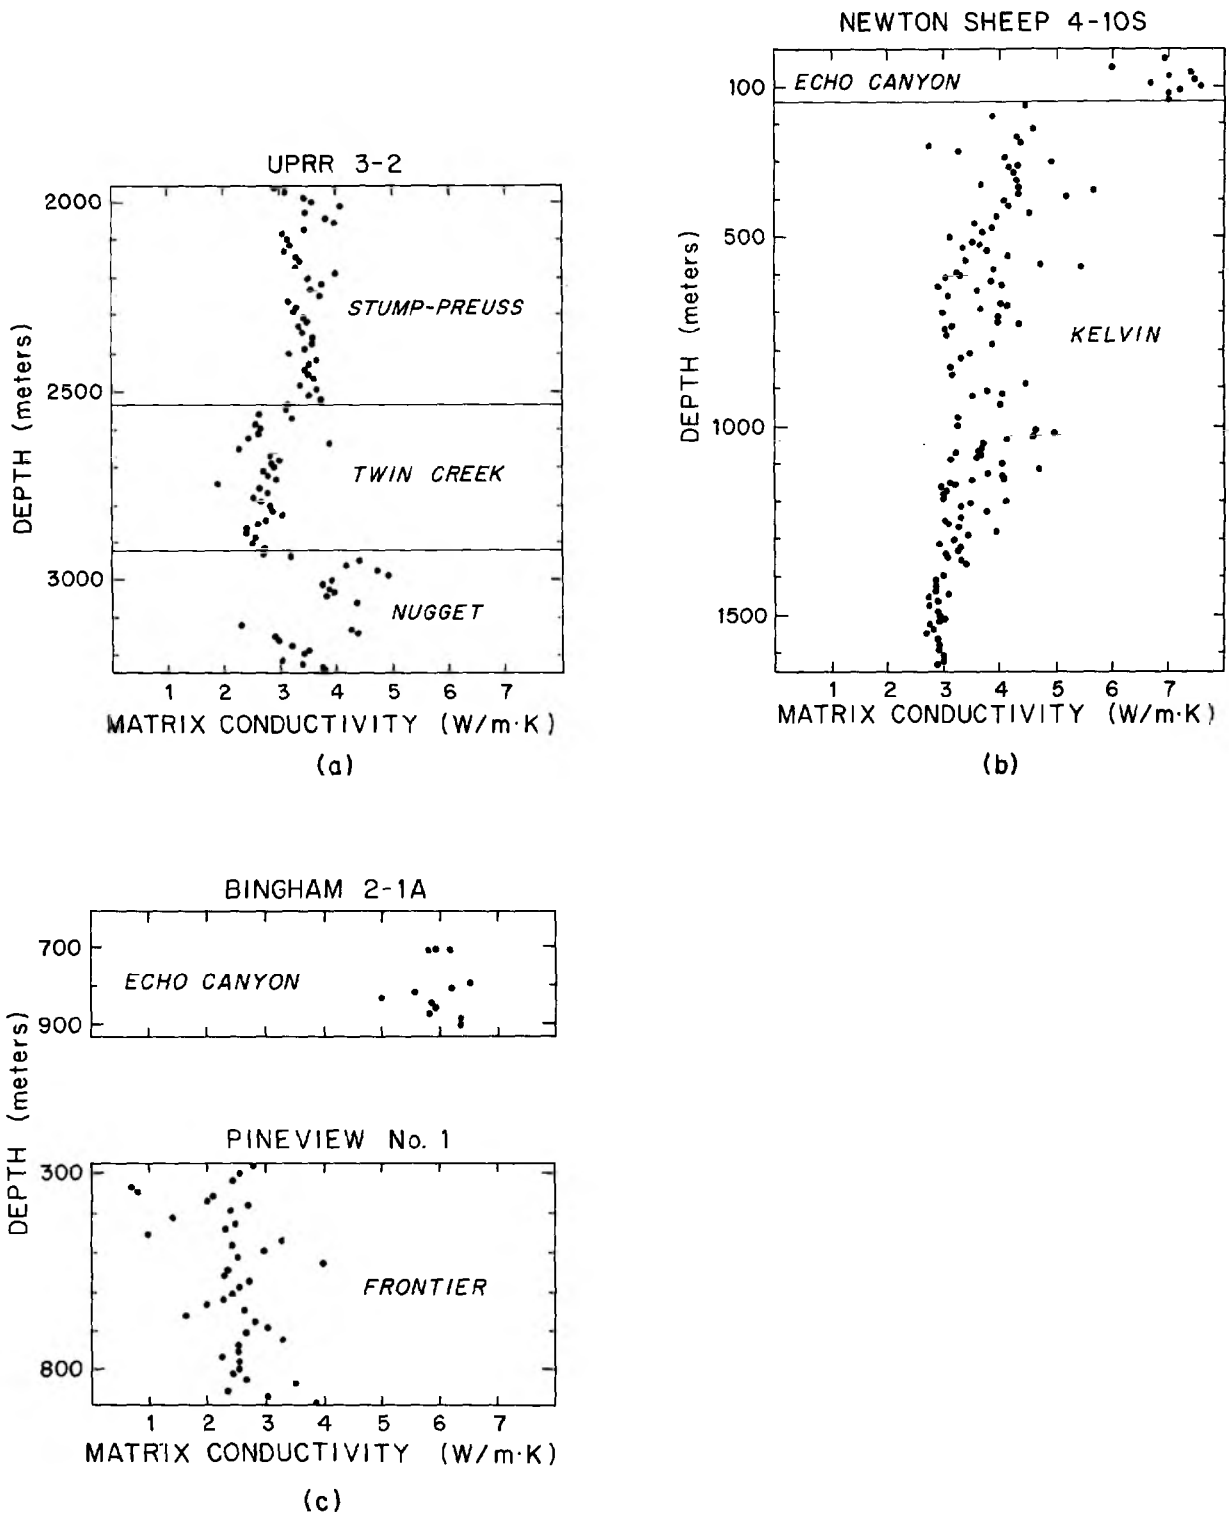 UPRR 3-2
2000
2500
3000
DEPTH (meters)
STUMP-PREUSS
TWIN CREEK
NUGGET
1 2 3 4 5 6 7
MATRIX CONDUCTIVITY (W/m·K)
(a)
NEWTON SHEEP 4-10S
100
500
1000
1500
DEPTH (meters)
ECHO CANYON
KELVIN
1 2 3 4 5 6 7
MATRIX CONDUCTIVITY (W/m·K)
(b)
BINGHAM 2-1A
700
900
ECHO CANYON
DEPTH (meters)
PINEVIEW No. 1
300
800
FRONTIER
1 2 3 4 5 6 7
MATRIX CONDUCTIVITY (W/m·K)
(c)